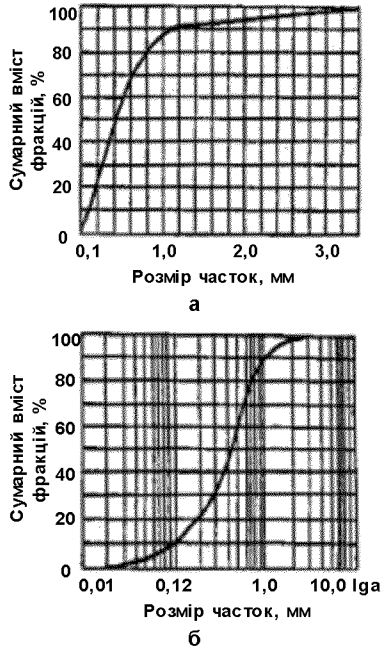 Сумарний вміст
фракцій, %
100
80
60
40
20
0
0,1
1,0
2,0
3,0
Розмір часток, мм
а
Сумарний вміст
фракцій, %
100
80
60
40
20
0
0,01
0,12
1,0
10,0 lga
Розмір часток, мм
б